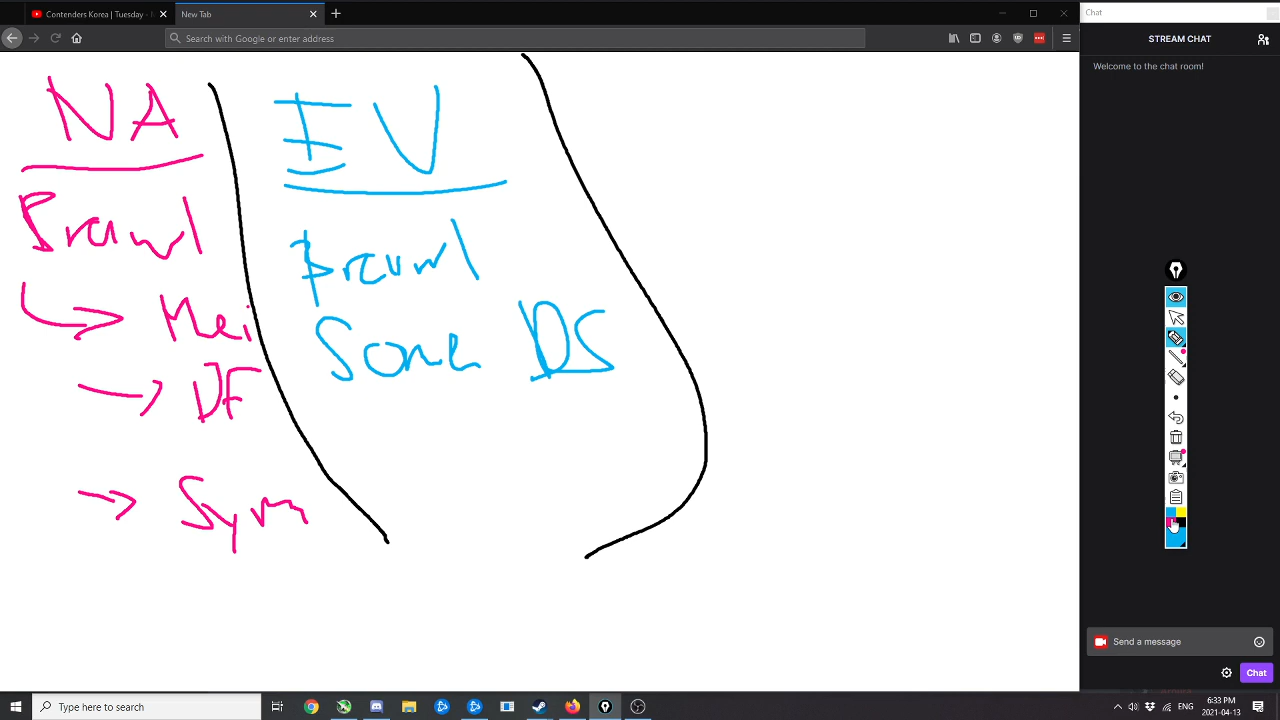 Contenders Korea | Tuesday - 
New Tab
Search with Google or enter address
Chat
STREAM CHAT
Welcome to the chat room!
NA
Brawl
Mei
DF
Sym
EU
Brawl
Some DS
Send a message
Chat
Type here to search
ENG
6:33 PM
2021-04-13